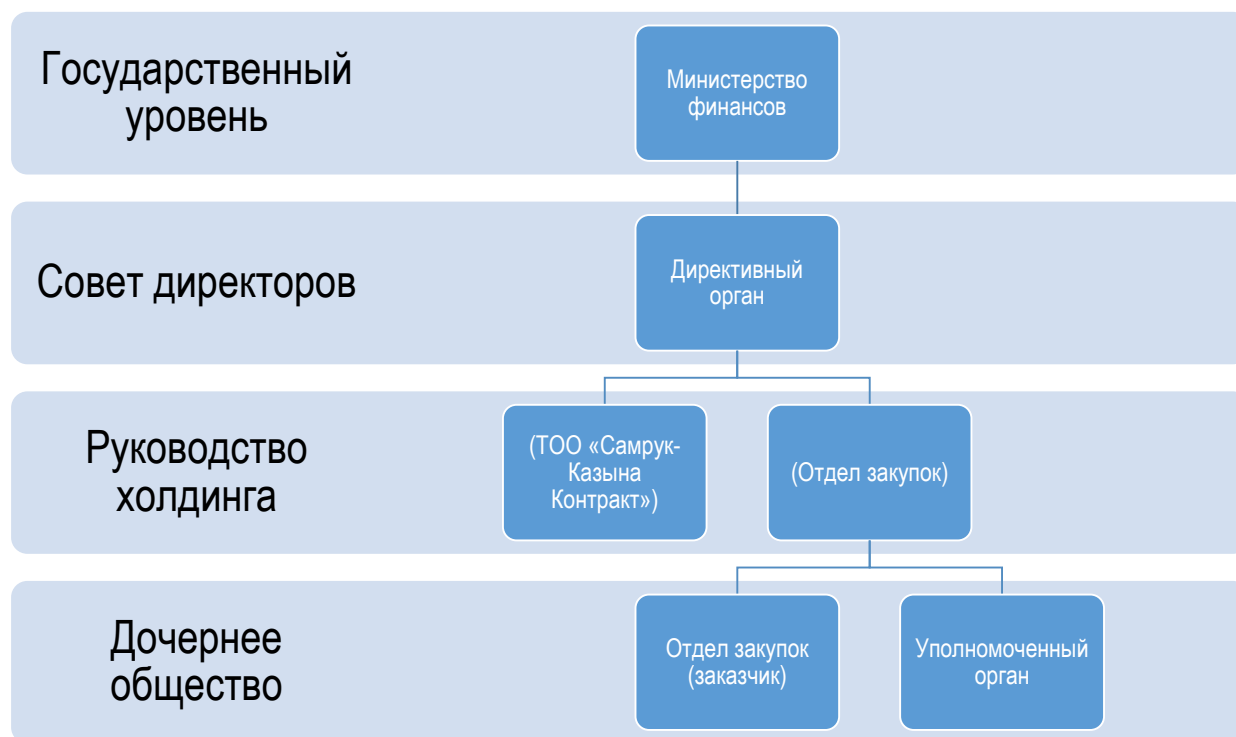 Государственный
уровень
Министерство
финансов
Совет директоров
Директивный
орган
Руководство
холдинга
(ТОО «Самрук-
Казына
Контракт»)
(Отдел закупок)
Дочернее
общество
Отдел закупок
(заказчик)
Уполномоченный
орган